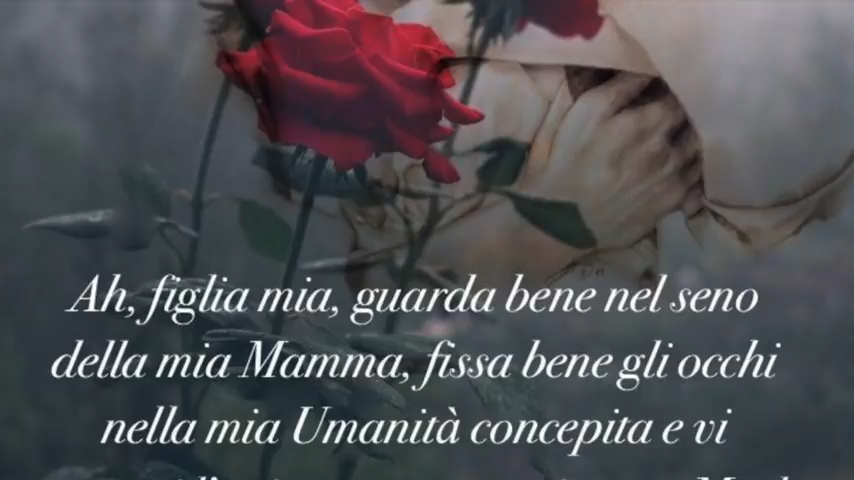 Ah, figlia mia, guarda bene nel seno
della mia Mamma, fissa bene gli occhi
nella mia Umanità concepita e vi